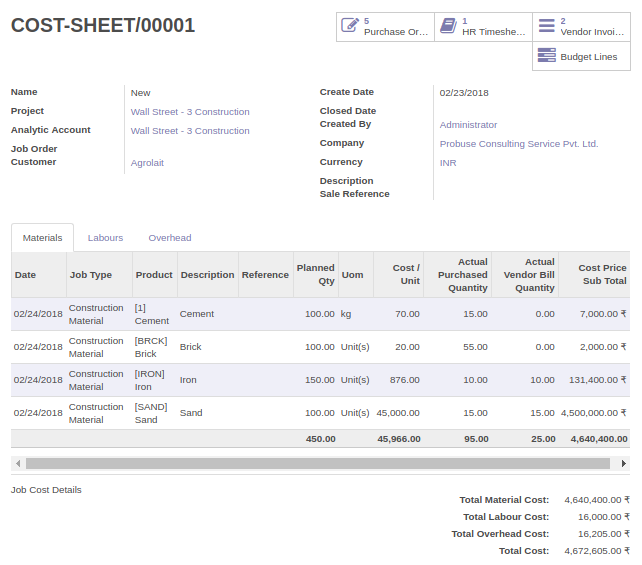 COST-SHEET/00001
5
Purchase Or...
1
HR Timeshe...
2
Vendor Invoi...
Budget Lines
Name New
Project Wall Street - 3 Construction
Analytic Account Wall Street - 3 Construction
Job Order
Customer Agrolait
Create Date 02/23/2018
Closed Date
Created By Administrator
Company Probuse Consulting Service Pvt. Ltd.
Currency INR
Description
Sale Reference
Materials Labours Overhead
Date Job Type Product Description Reference Planned Qty Uom Cost / Unit Actual Purchased Quantity Actual Vendor Bill Quantity Cost Price Sub Total
02/24/2018 Construction Material [1] Cement Cement 100.00 kg 70.00 15.00 0.00 7,000.00 ₹
02/24/2018 Construction Material [BRCK] Brick Brick 100.00 Unit(s) 20.00 55.00 0.00 2,000.00 ₹
02/24/2018 Construction Material [IRON] Iron Iron 150.00 Unit(s) 876.00 10.00 10.00 131,400.00 ₹
02/24/2018 Construction Material [SAND] Sand Sand 100.00 Unit(s) 45,000.00 15.00 15.00 4,500,000.00 ₹
450.00 45,966.00 95.00 25.00 4,640,400.00
Job Cost Details
Total Material Cost: 4,640,400.00 ₹
Total Labour Cost: 16,000.00 ₹
Total Overhead Cost: 16,205.00 ₹
Total Cost: 4,672,605.00 ₹